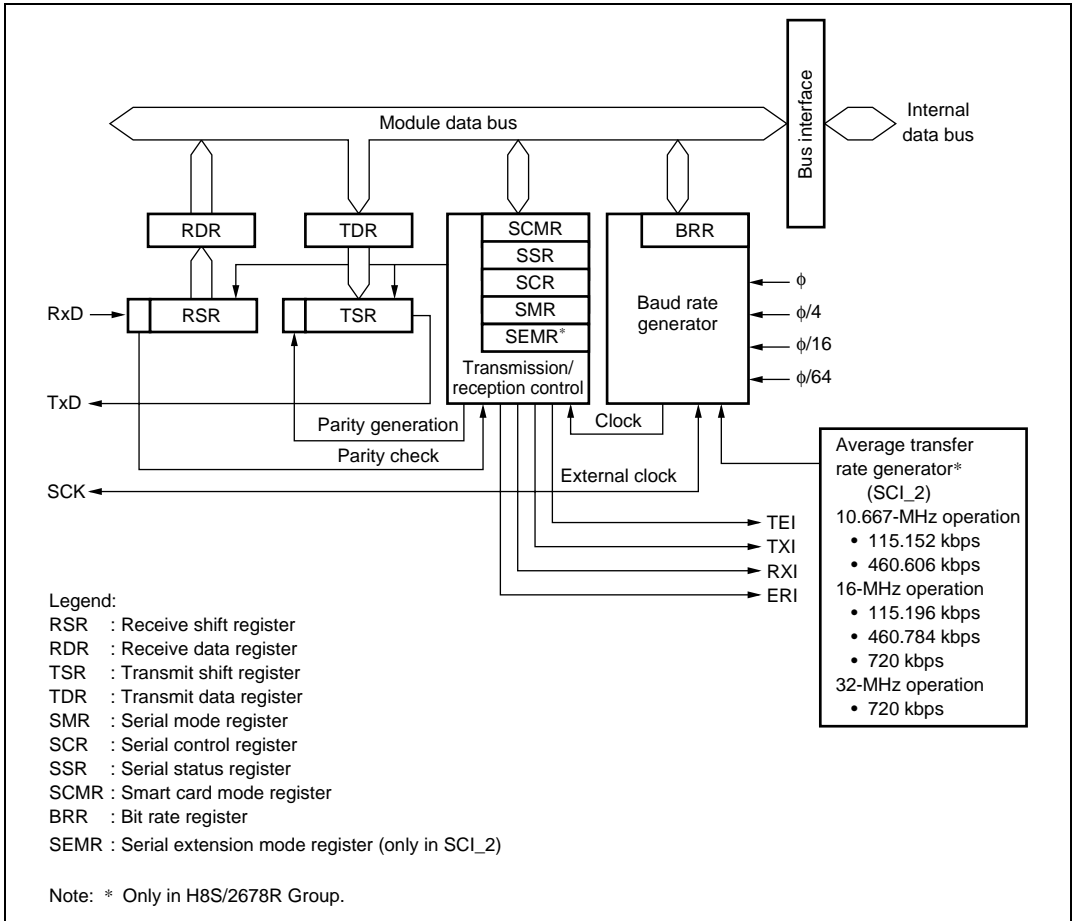 Module data bus
Bus interface
Internal
data bus
RDR
TDR
SCMR
SSR
SCR
SMR
SEMR*
Transmission/
reception control
BRR
Baud rate
generator
ϕ
ϕ/4
ϕ/16
ϕ/64
RxD
RSR
TSR
TxD
Parity generation
Parity check
Clock
External clock
SCK
TEI
TXI
RXI
ERI
Average transfer
rate generator*
(SCI_2)
10.667-MHz operation
• 115.152 kbps
• 460.606 kbps
16-MHz operation
• 115.196 kbps
• 460.784 kbps
• 720 kbps
32-MHz operation
• 720 kbps
Legend:
RSR : Receive shift register
RDR : Receive data register
TSR : Transmit shift register
TDR : Transmit data register
SMR : Serial mode register
SCR : Serial control register
SSR : Serial status register
SCMR : Smart card mode register
BRR : Bit rate register
SEMR : Serial extension mode register (only in SCI_2)
Note: * Only in H8S/2678R Group.